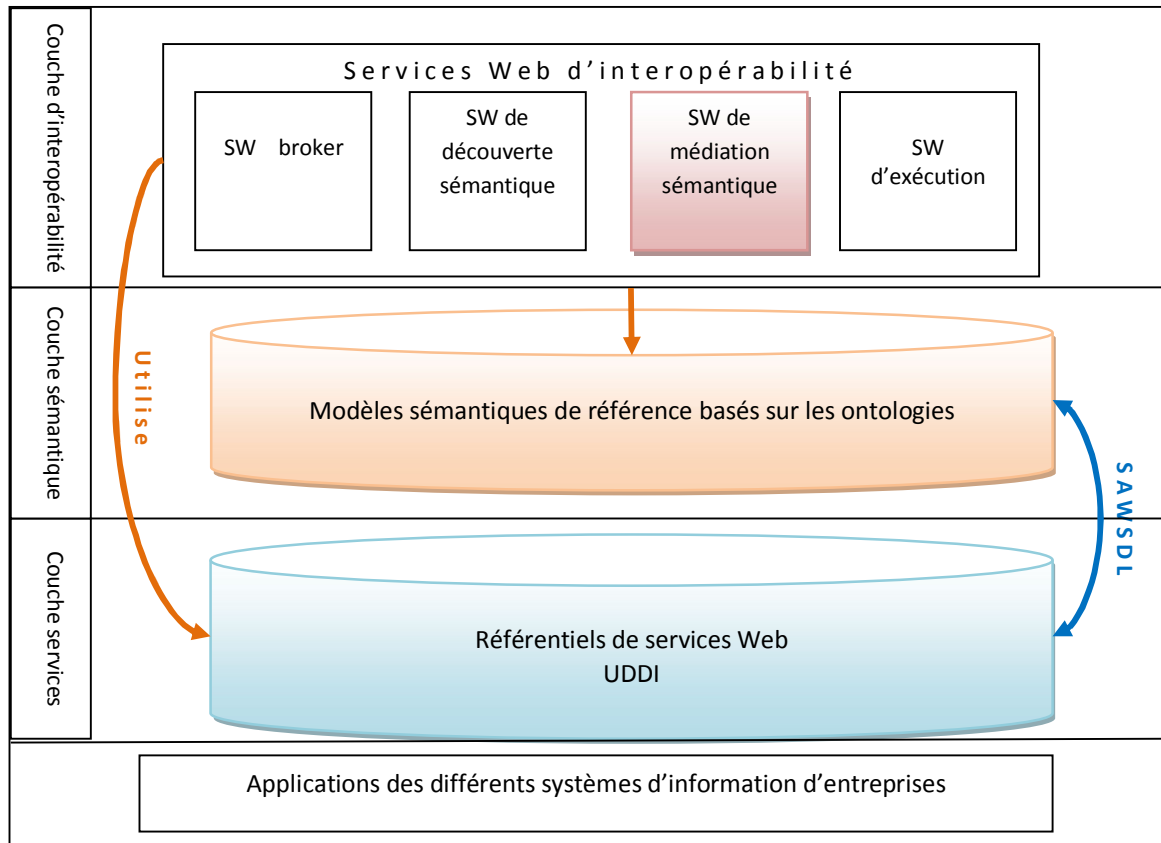 Couche d'interopérabilité
Services Web d'interopérabilité
SW broker
SW de
découverte
sémantique
SW de
médiation
sémantique
SW
d'exécution
Couche sémantique
Utilise
Modèles sémantiques de référence basés sur les ontologies
SAWSDL
Couche services
Référentiels de services Web
UDDI
Applications des différents systèmes d'information d'entreprises